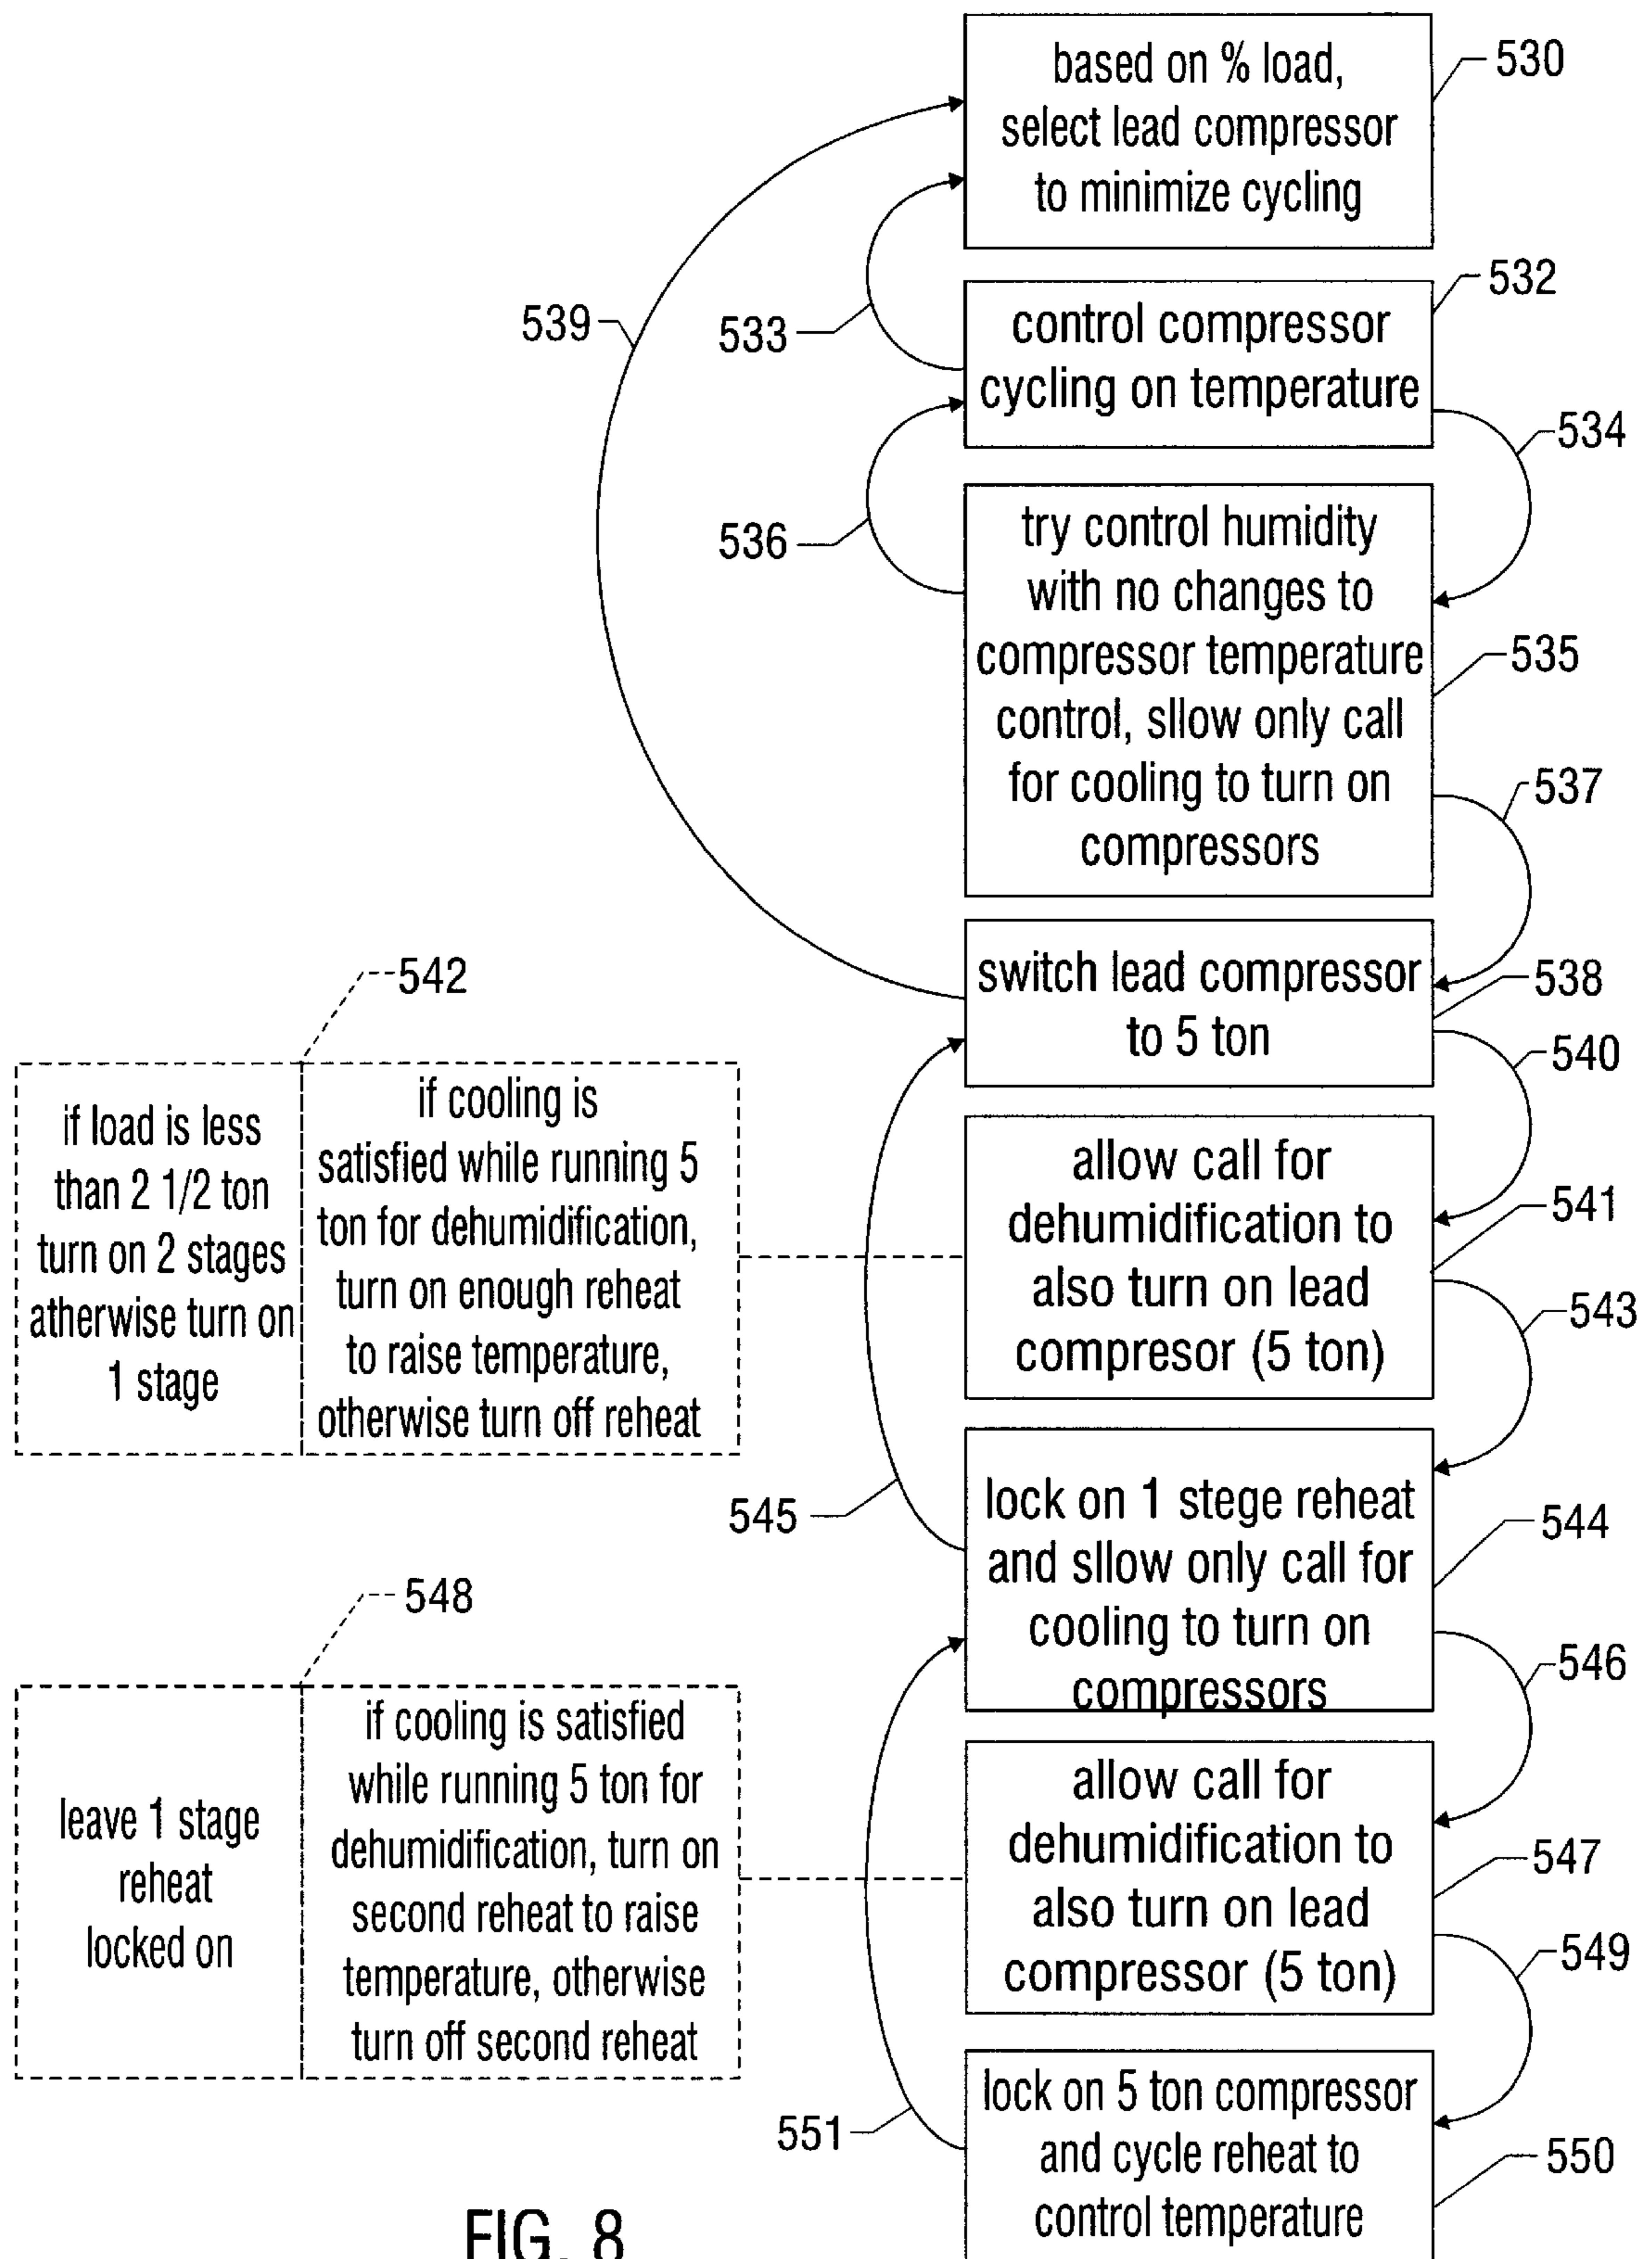 based on % load,
select lead compressor
to minimize cycling
530
532
control compressor
cycling on temperature
539
533
534
536
try control humidity
with no changes to
compressor temperature
control, sllow only call
for cooling to turn on
compressors
535
537
switch lead compressor
to 5 ton
538
540
542
if load is less
than 2 1/2 ton
turn on 2 stages
atherwise turn on
1 stage
if cooling is
satisfied while running 5
ton for dehumidification,
turn on enough reheat
to raise temperature,
otherwise turn off reheat
allow call for
dehumidification to
also turn on lead
compresor (5 ton)
541
543
545
lock on 1 stege reheat
and sllow only call for
cooling to turn on
compressors
544
546
548
leave 1 stage
reheat
locked on
if cooling is satisfied
while running 5 ton for
dehumidification, turn on
second reheat to raise
temperature, otherwise
turn off second reheat
allow call for
dehumidification to
also turn on lead
compressor (5 ton)
547
549
551
lock on 5 ton compressor
and cycle reheat to
control temperature
550
FIG. 8